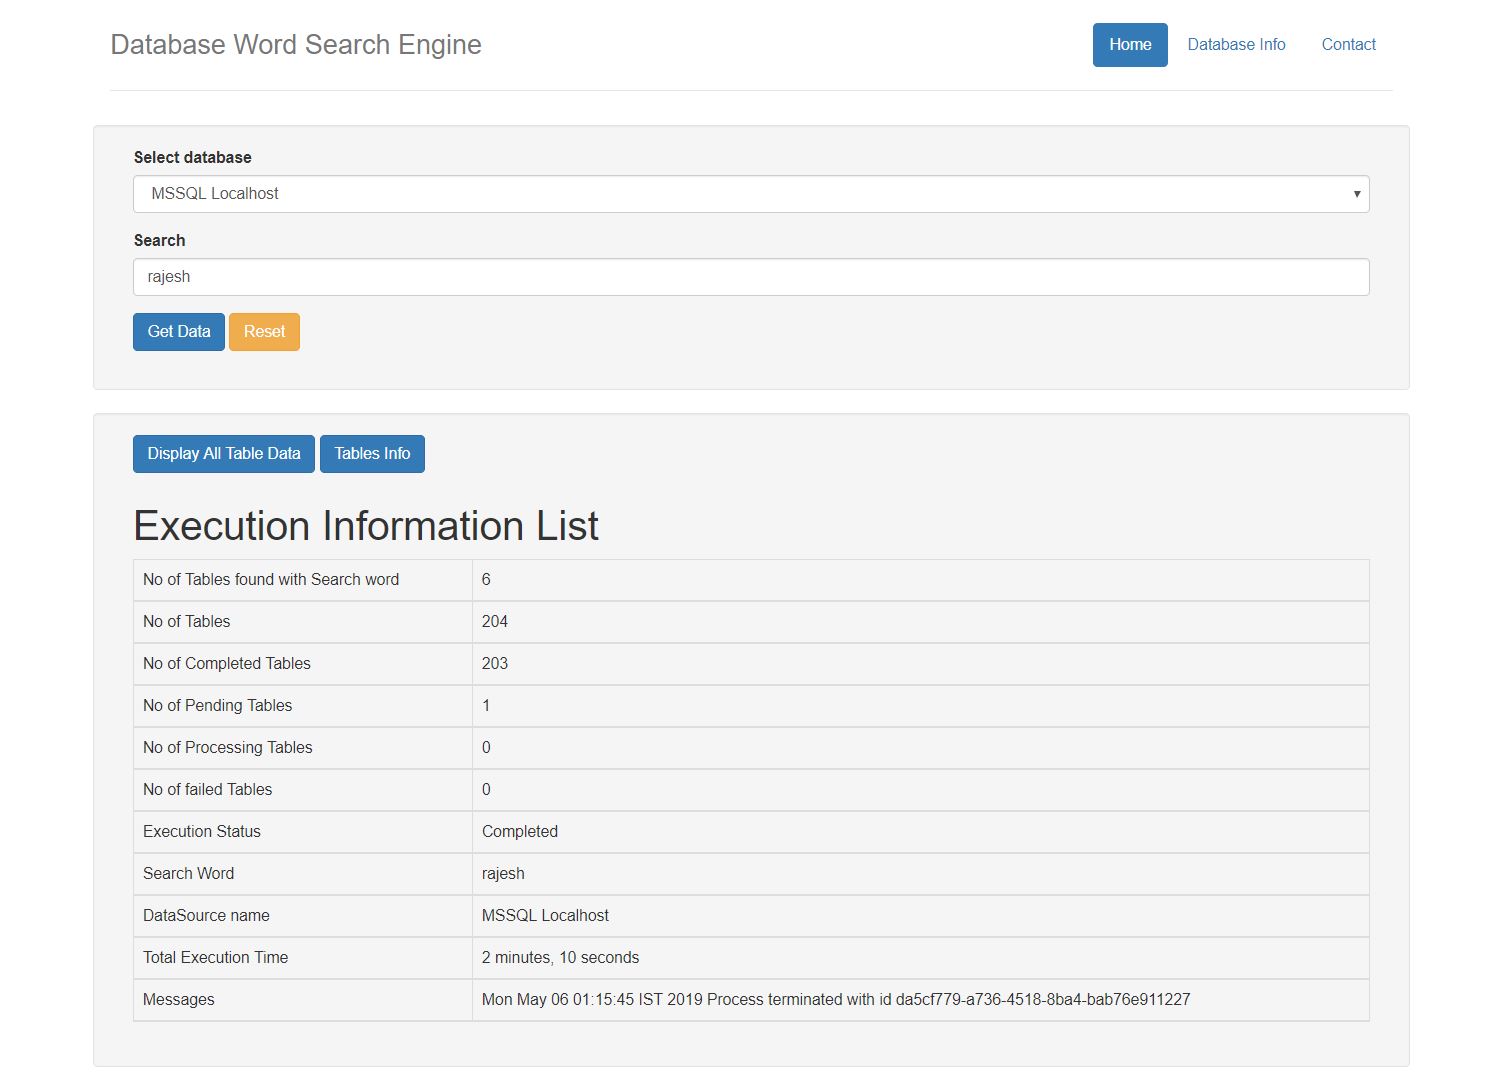 Database Word Search Engine
Home Database Info Contact
Select database
MSSQL Localhost
Search
rajesh
Get Data Reset
Display All Table Data Tables Info
Execution Information List
No of Tables found with Search word 6
No of Tables 204
No of Completed Tables 203
No of Pending Tables 1
No of Processing Tables 0
No of failed Tables 0
Execution Status Completed
Search Word rajesh
DataSource name MSSQL Localhost
Total Execution Time 2 minutes, 10 seconds
Messages Mon May 06 01:15:45 IST 2019 Process terminated with id da5cf779-a736-4518-8ba4-bab76e911227